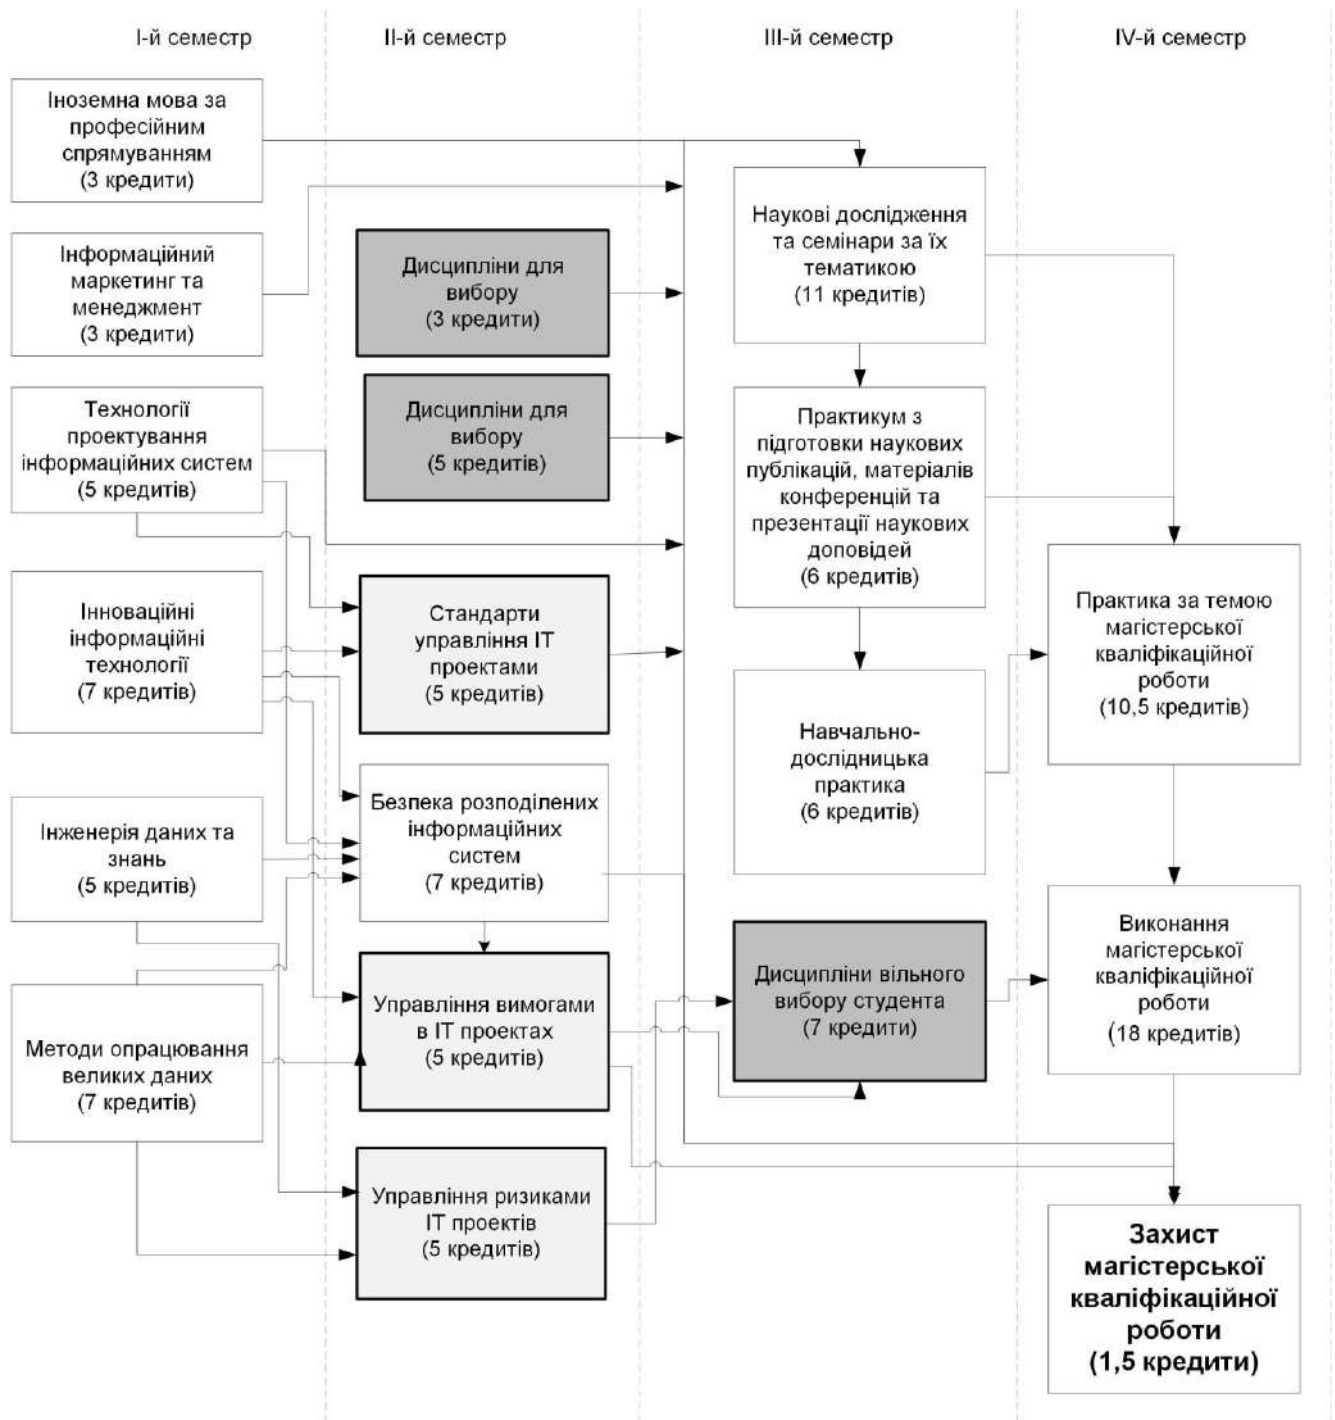 І-й семестр
ІІ-й семестр
ІІІ-й семестр
IV-й семестр
Іноземна мова за
професійним
спрямуванням
(3 кредити)
Інформаційний
маркетинг та
менеджмент
(3 кредити)
Технології
проектування
інформаційних систем
(5 кредитів)
Інноваційні
інформаційні
технології
(7 кредитів)
Інженерія даних та
знань
(5 кредитів)
Методи опрацювання
великих даних
(7 кредитів)
Дисципліни для
вибору
(3 кредити)
Дисципліни для
вибору
(5 кредитів)
Стандарти
управління ІТ
проектами
(5 кредитів)
Безпека розподілених
інформаційних
систем
(7 кредитів)
Управління вимогами
в ІТ проектах
(5 кредитів)
Управління ризиками
ІТ проектів
(5 кредитів)
Наукові дослідження
та семінари за їх
тематикою
(11 кредитів)
Практикум з
підготовки наукових
публікацій, матеріалів
конференцій та
презентації наукових
доповідей
(6 кредитів)
Навчально-
дослідницька
практика
(6 кредитів)
Дисципліни вільного
вибору студента
(7 кредити)
Практика за темою
магістерської
кваліфікаційної
роботи
(10,5 кредитів)
Виконання
магістерської
кваліфікаційної
роботи
(18 кредитів)
Захист
магістерської
кваліфікаційної
роботи
(1,5 кредити)